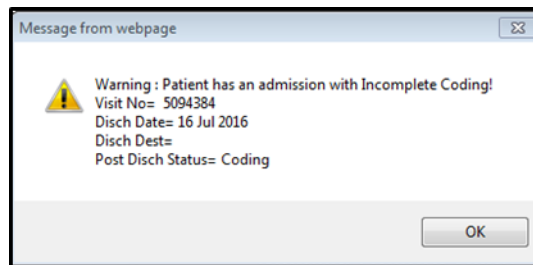 Message from webpage
Warning : Patient has an admission with Incomplete Coding!
Visit No= 5094384
Disch Date= 16 Jul 2016
Disch Dest=
Post Disch Status= Coding
OK